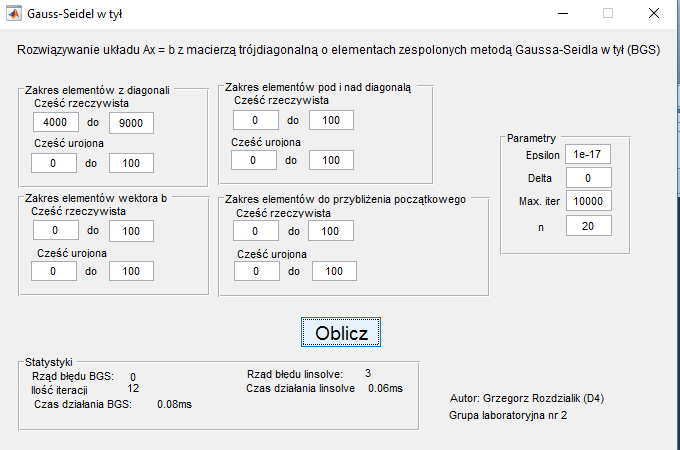 Gauss-Seidel w tył
Rozwiązywanie układu Ax = b z macierzą trójdiagonalną o elementach zespolonych metodą Gaussa-Seidla w tył (BGS)
Zakres elementów z diagonali
Część rzeczywista
4000 do 9000
Część urojona
0 do 100
Zakres elementów pod i nad diagonalą
Część rzeczywista
0 do 100
Część urojona
0 do 100
Zakres elementów wektora b
Część rzeczywista
0 do 100
Część urojona
0 do 100
Zakres elementów do przybliżenia początkowego
Część rzeczywista
0 do 100
Część urojona
0 do 100
Parametry
Epsilon 1e-17
Delta 0
Max. iter 10000
n 20
Oblicz
Statystyki
Rząd błędu BGS: 0
Ilość iteracji 12
Czas działania BGS: 0.08ms
Rząd błędu linsolve: 3
Czas działania linsolve 0.06ms
Autor: Grzegorz Rozdzialik (D4)
Grupa laboratoryjna nr 2